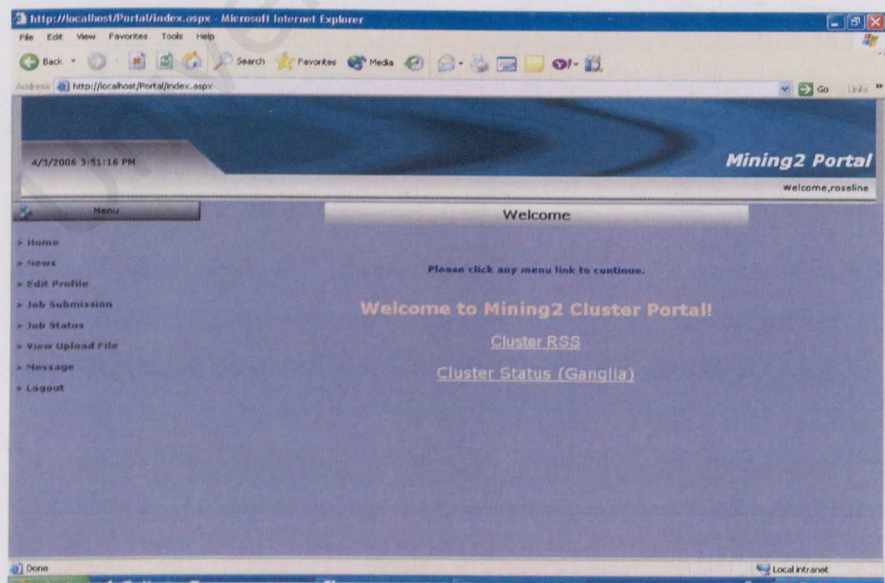 http://localhost/Portal/index.aspx - Microsoft Internet Explorer
File Edit View Favorites Tools Help
Back Search Favorites Media
Address http://localhost/Portal/index.aspx Go Links
4/3/2006 3:51:16 PM
Mining2 Portal
Welcome,roseline
Menu
Welcome
> Home
> News
> Edit Profile
> Job Submission
> Job Status
> View Upload File
> Message
> Logout
Please click any menu link to continue.
Welcome to Mining2 Cluster Portal!
Cluster RSS
Cluster Status (Ganglia)
Done
Local intranet